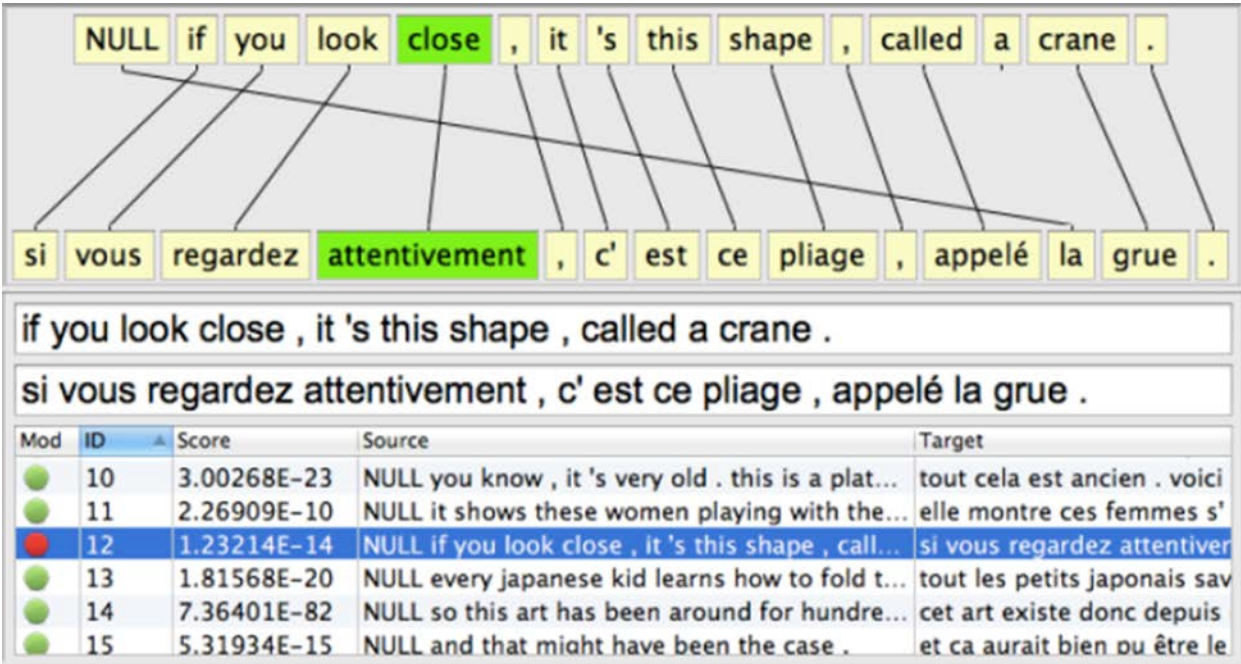 NULL if you look close , it 's this shape , called a crane .
si vous regardez attentivement , c' est ce pliage , appelé la grue .
if you look close , it 's this shape , called a crane .
si vous regardez attentivement , c' est ce pliage , appelé la grue .
Mod ID Score Source Target
10 3.00268E-23 NULL you know , it 's very old . this is a plat... tout cela est ancien . voici
11 2.26909E-10 NULL it shows these women playing with the... elle montre ces femmes s'
12 1.23214E-14 NULL if you look close , it 's this shape , call... si vous regardez attentiver
13 1.81568E-20 NULL every japanese kid learns how to fold t... tout les petits japonais sav
14 7.36401E-82 NULL so this art has been around for hundre... cet art existe donc depuis
15 5.31934E-15 NULL and that might have been the case . et ça aurait bien pu être le